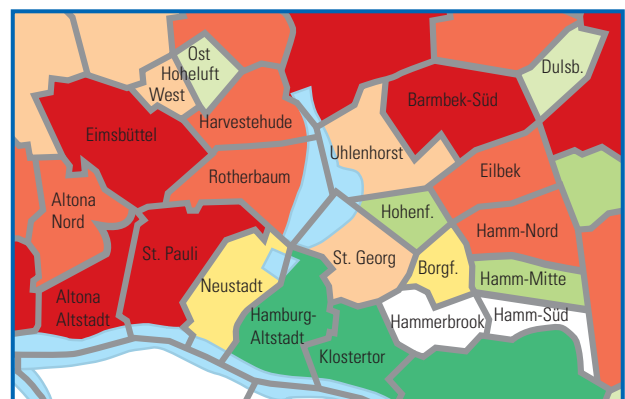 Ost
Hoheluft
West
Dulsb.
Barmbek-Süd
Harvestehude
Eimsbüttel
Uhlenhorst
Eilbek
Rotherbaum
Altona
Nord
Hohenf.
Hamm-Nord
St. Pauli
St. Georg
Borgf.
Neustadt
Hamm-Mitte
Altona
Altstadt
Hamburg-
Altstadt
Hammerbrook
Hamm-Süd
Klostertor